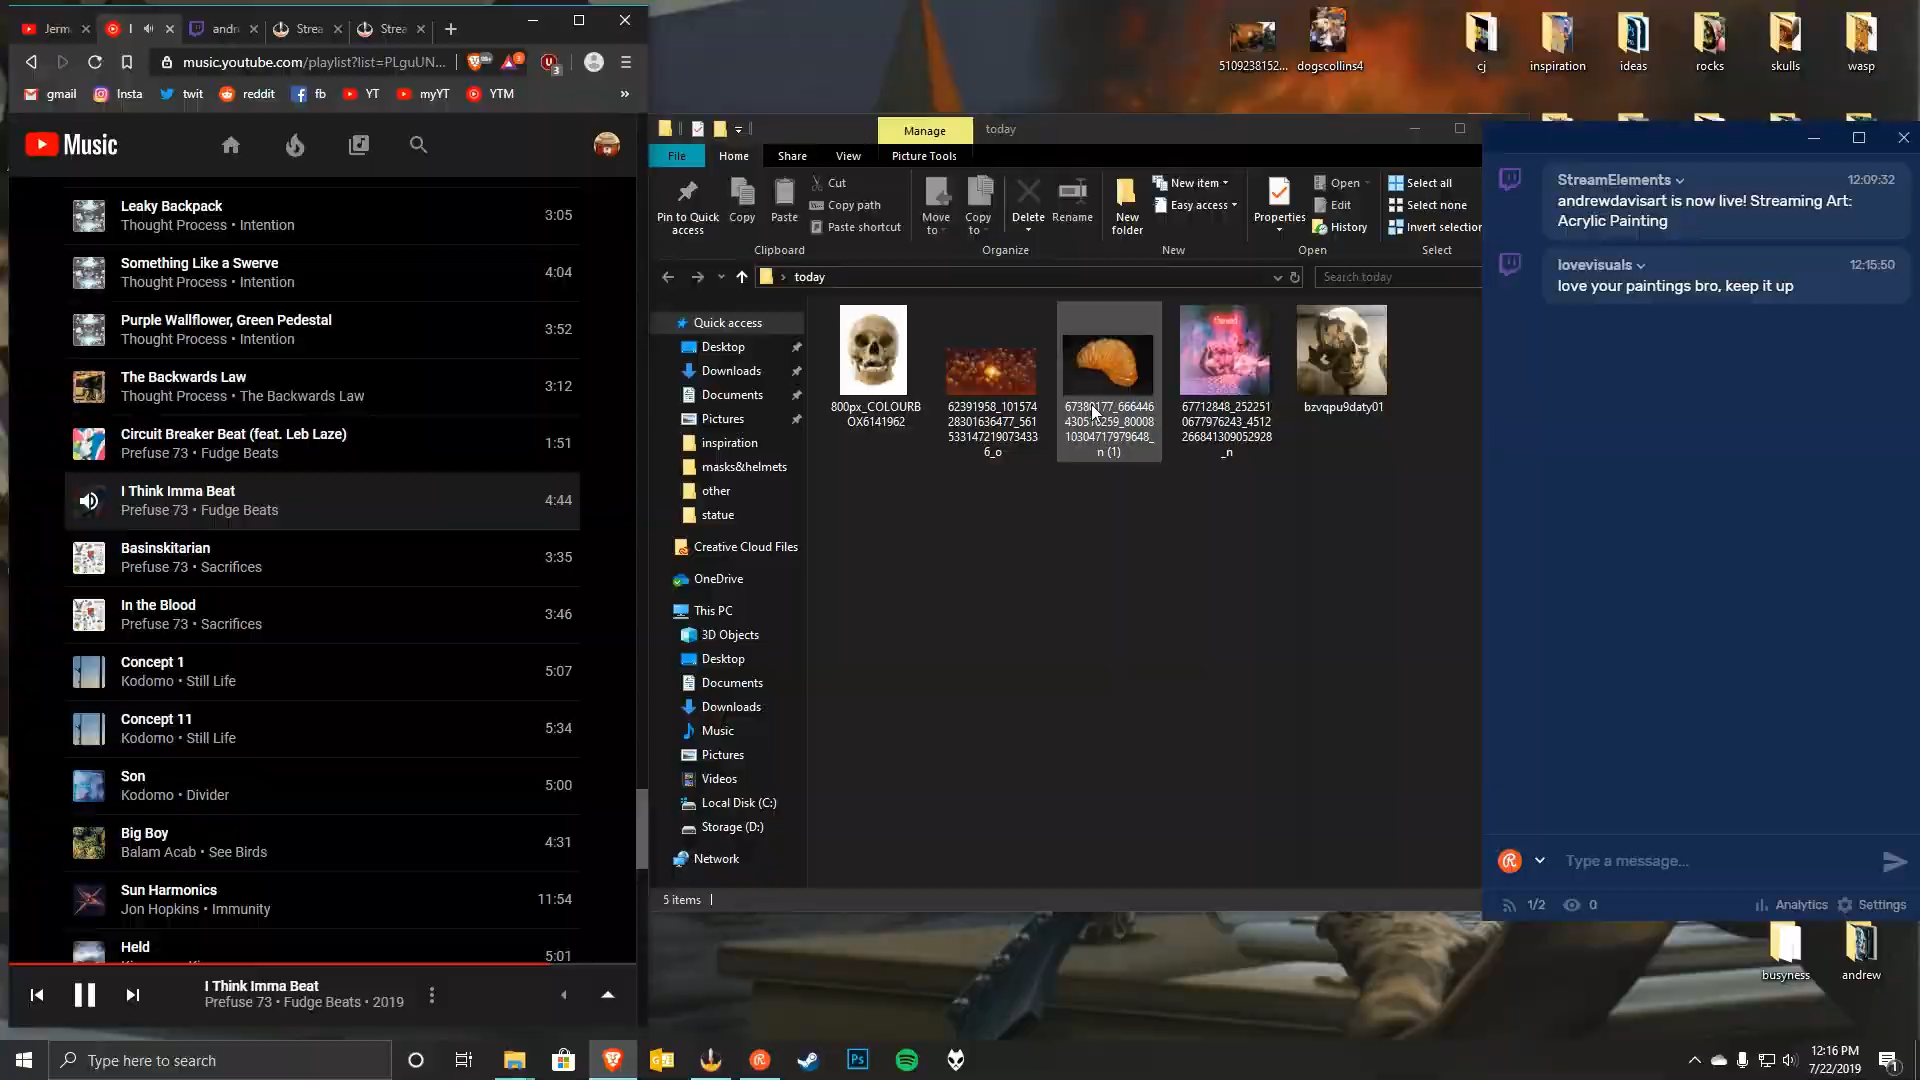 Jerm
I
andr
Strea
Strea
music.youtube.com/playlist?list=PLguUN...
3
3
gmail
Insta
twit
reddit
fb
YT
myYT
YTM
»
Music
Leaky Backpack
Thought Process • Intention
3:05
Something Like a Swerve
Thought Process • Intention
4:04
Purple Wallflower, Green Pedestal
Thought Process • Intention
3:52
The Backwards Law
Thought Process • The Backwards Law
3:12
Circuit Breaker Beat (feat. Leb Laze)
Prefuse 73 • Fudge Beats
1:51
I Think Imma Beat
Prefuse 73 • Fudge Beats
4:44
Basinskitarian
Prefuse 73 • Sacrifices
3:35
In the Blood
Prefuse 73 • Sacrifices
3:46
Concept 1
Kodomo • Still Life
5:07
Concept 11
Kodomo • Still Life
5:34
Son
Kodomo • Divider
5:00
Big Boy
Balam Acab • See Birds
4:31
Sun Harmonics
Jon Hopkins • Immunity
11:54
Held
5:01
I Think Imma Beat
Prefuse 73 • Fudge Beats • 2019
Manage
today
File
Home
Share
View
Picture Tools
Pin to Quick
access
Copy
Paste
Cut
Copy path
Paste shortcut
Clipboard
Move
to
Copy
to
Delete
Rename
Organize
New
folder
New item
Easy access
New
Properties
Open
Edit
History
Open
Select all
Select none
Invert selection
Select
today
Search today
Quick access
Desktop
Downloads
Documents
Pictures
inspiration
masks&helmets
other
statue
Creative Cloud Files
OneDrive
This PC
3D Objects
Desktop
Documents
Downloads
Music
Pictures
Videos
Local Disk (C:)
Storage (D:)
Network
800px_COLOURB
OX6141962
62391958_101574
28301636477_561
533147219073433
6_o
n (1)
67712848_252251
0677976243_4512
266841309052928
_n
bzvqpu9daty01
5 items
5109238152...
dogscollins4
cj
inspiration
ideas
rocks
skulls
wasp
StreamElements
12:09:32
andrewdavisart is now live! Streaming Art:
Acrylic Painting
lovevisuals
12:15:50
love your paintings bro, keep it up
Type a message...
1/2
0
Analytics
Settings
busyness
andrew
Type here to search
Ps
12:16 PM
7/22/2019
1